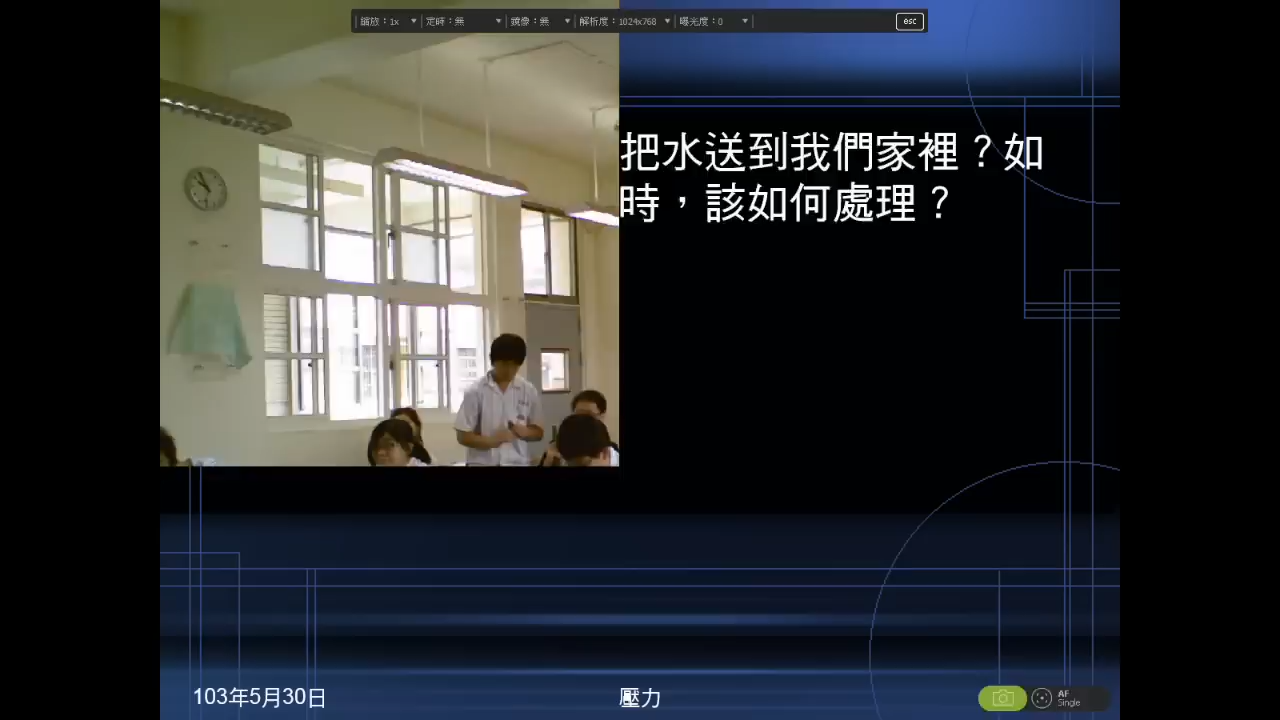 縮放：1x 定時：無 鏡像：無 解析度：1024x768 曝光度：0 esc
把水送到我們家裡？如
時，該如何處理？
103年5月30日
壓力
AF
Single